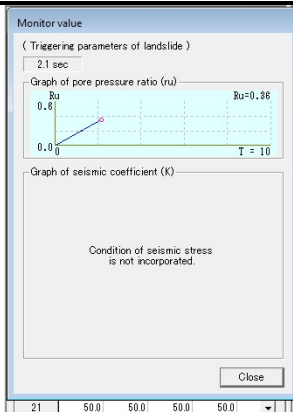 Monitor value
( Triggering parameters of landslide )
2.1 sec
Graph of pore pressure ratio (ru)
Ru Ru=0.36
0.6
0.0
0 T = 10
Graph of seismic coefficient (K)
Condition of seismic stress
is not incorporated.
Close
21 50.0 50.0 50.0 50.0